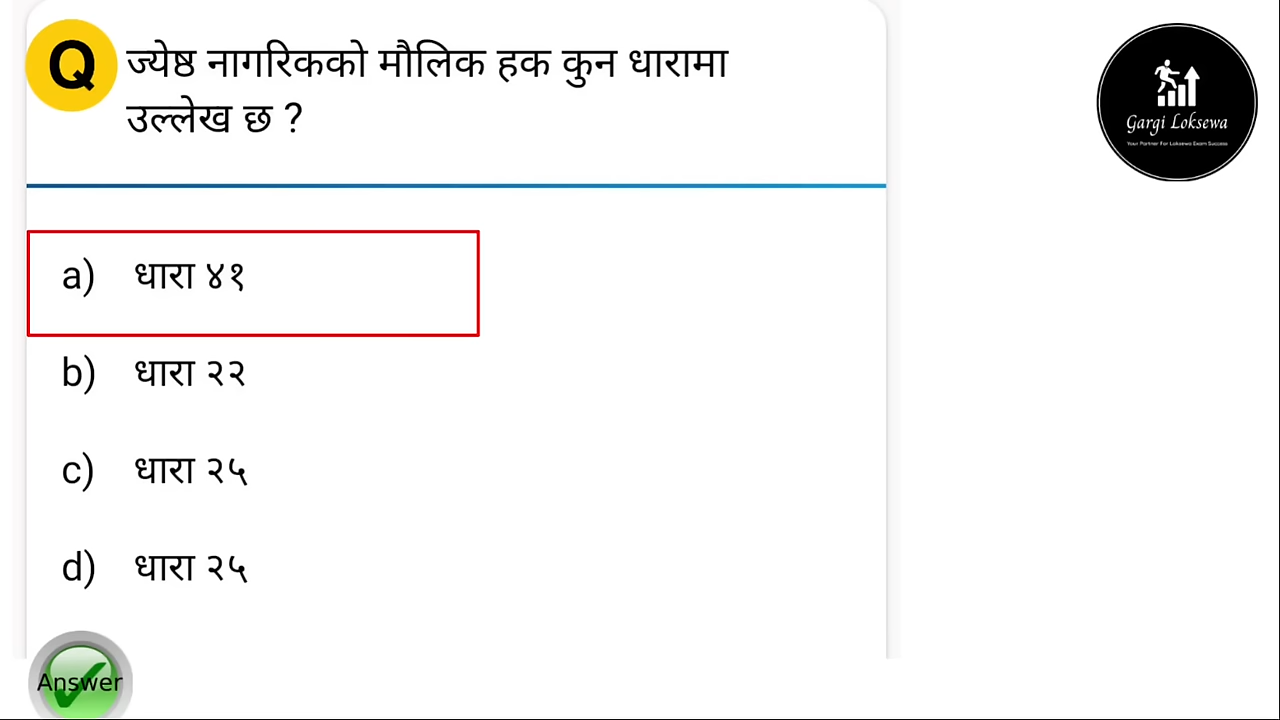 Q ज्येष्ठ नागरिकको मौलिक हक कुन धारामा
उल्लेख छ ?
Gargi Loksewa
Your Partner For Loksewa Exam Success
a) धारा ४१
b) धारा २२
c) धारा २५
d) धारा २५
Answer